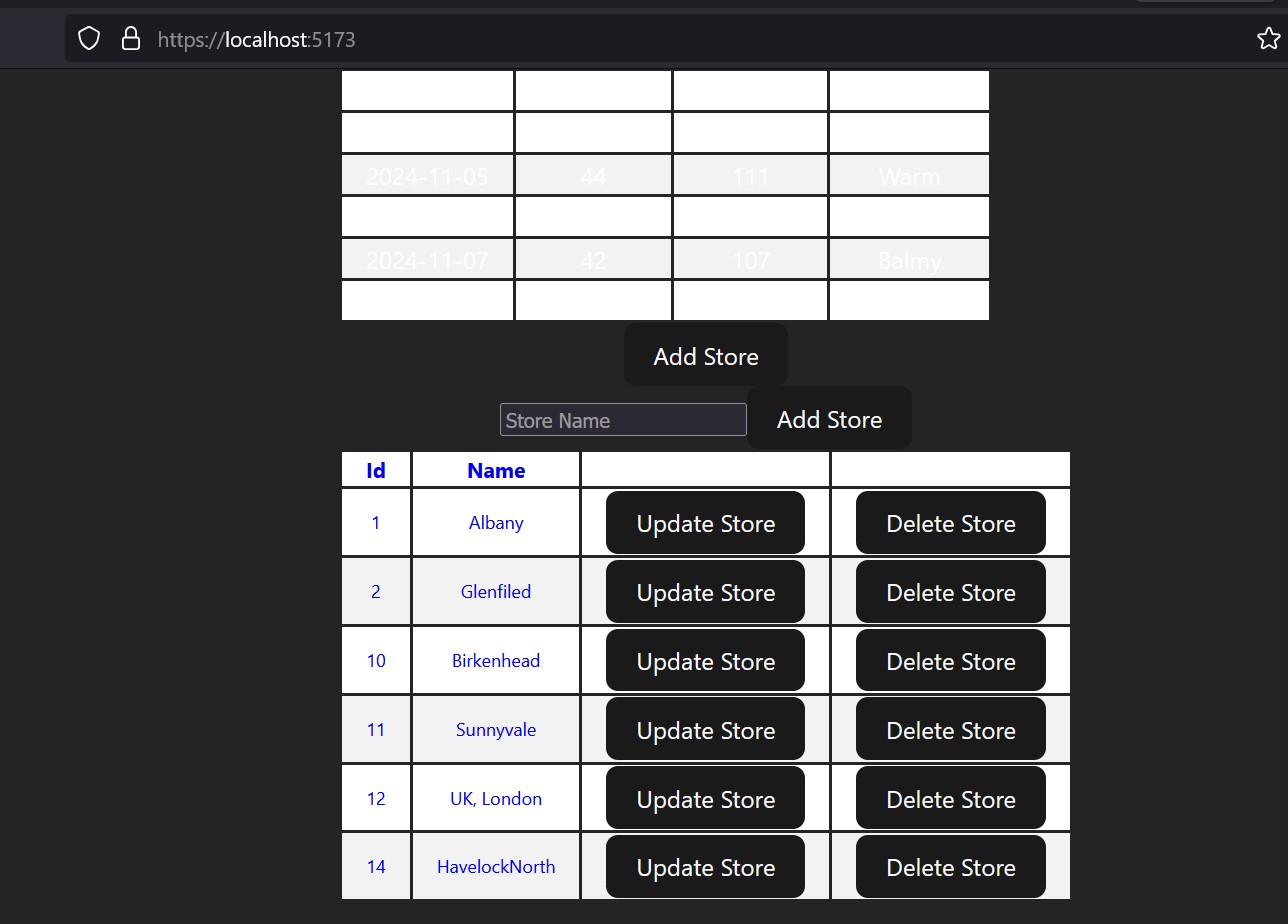 https://localhost:5173
2024-11-05 44 111 Warm
2024-11-07 42 107 Balmy
Add Store
Store Name Add Store
Id Name
1 Albany Update Store Delete Store
2 Glenfiled Update Store Delete Store
10 Birkenhead Update Store Delete Store
11 Sunnyvale Update Store Delete Store
12 UK, London Update Store Delete Store
14 HavelockNorth Update Store Delete Store